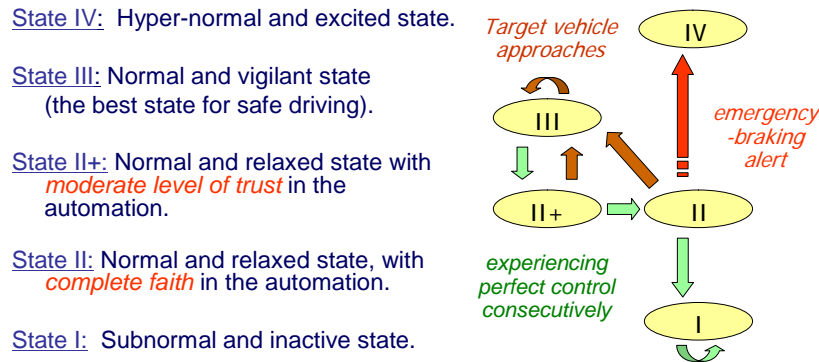 State IV: Hyper-normal and excited state.
State III: Normal and vigilant state
(the best state for safe driving).
State II+: Normal and relaxed state with
moderate level of trust in the
automation.
State II: Normal and relaxed state, with
complete faith in the automation.
State I: Subnormal and inactive state.
Target vehicle
approaches
IV
III
emergency
-braking
alert
II+
II
experiencing
perfect control
consecutively
I